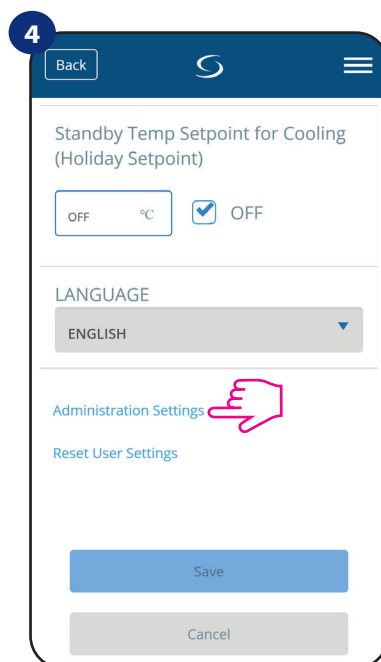 4
Back
Standby Temp Setpoint for Cooling
(Holiday Setpoint)
OFF °C OFF
LANGUAGE
ENGLISH
Administration Settings
Reset User Settings
Save
Cancel